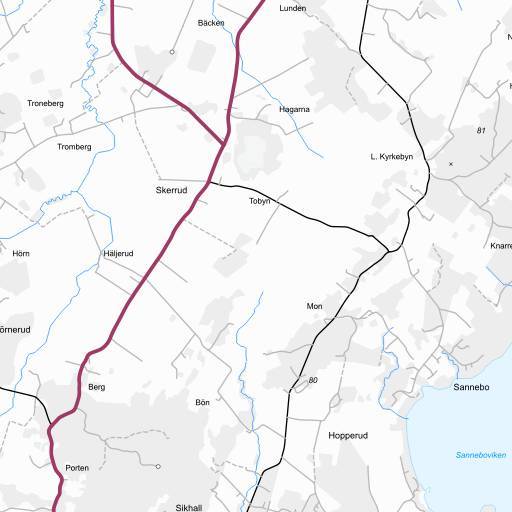 Lunden
Bäcken
Troneberg
Hagarna
81
Tromberg
L. Kyrkebyn
Skerrud
Tobyn
Hörn
Häljerud
Knarre
Mon
örnerud
80
Berg
Sannebo
Bön
Hopperud
Sanneboviken
Porten
Sikhall